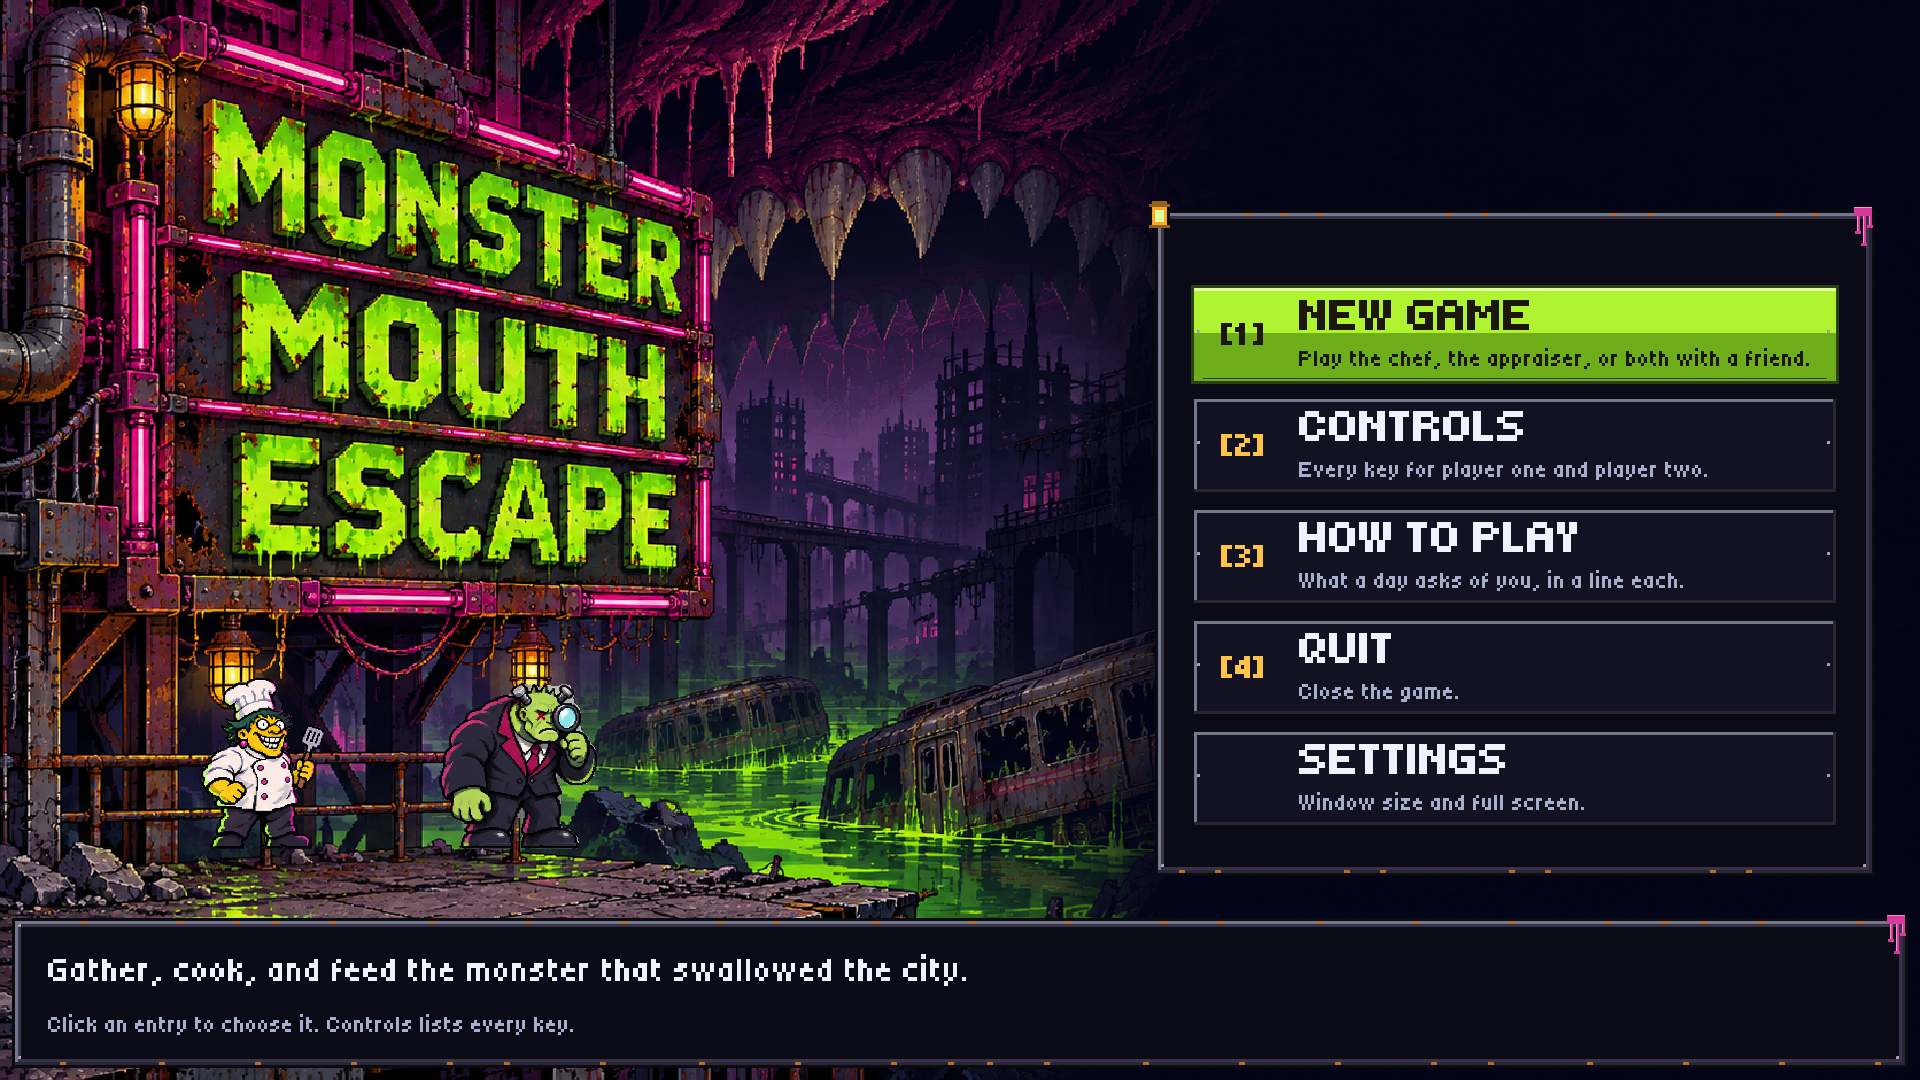 MONSTER
MOUTH
ESCAPE
[1] NEW GAME
Play the chef, the appraiser, or both with a friend.
[2] CONTROLS
Every key for player one and player two.
[3] HOW TO PLAY
What a day asks of you, in a line each.
[4] QUIT
Close the game.
SETTINGS
Window size and full screen.
Gather, cook, and feed the monster that swallowed the city.
Click an entry to choose it. Controls lists every key.